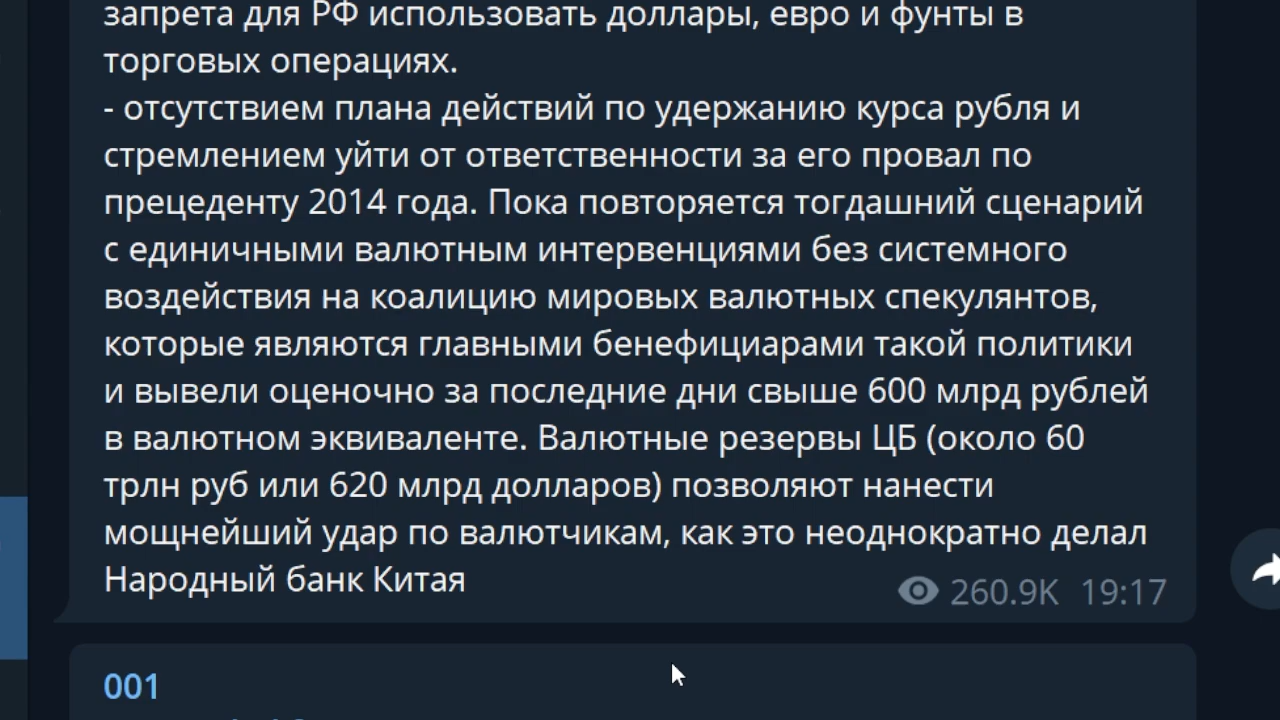 запрета для РФ использовать доллары, евро и фунты в
торговых операциях.
- отсутствием плана действий по удержанию курса рубля и
стремлением уйти от ответственности за его провал по
прецеденту 2014 года. Пока повторяется тогдашний сценарий
с единичными валютным интервенциями без системного
воздействия на коалицию мировых валютных спекулянтов,
которые являются главными бенефициарами такой политики
и вывели оценочно за последние дни свыше 600 млрд рублей
в валютном эквиваленте. Валютные резервы ЦБ (около 60
трлн руб или 620 млрд долларов) позволяют нанести
мощнейший удар по валютчикам, как это неоднократно делал
Народный банк Китая
260.9K 19:17
001